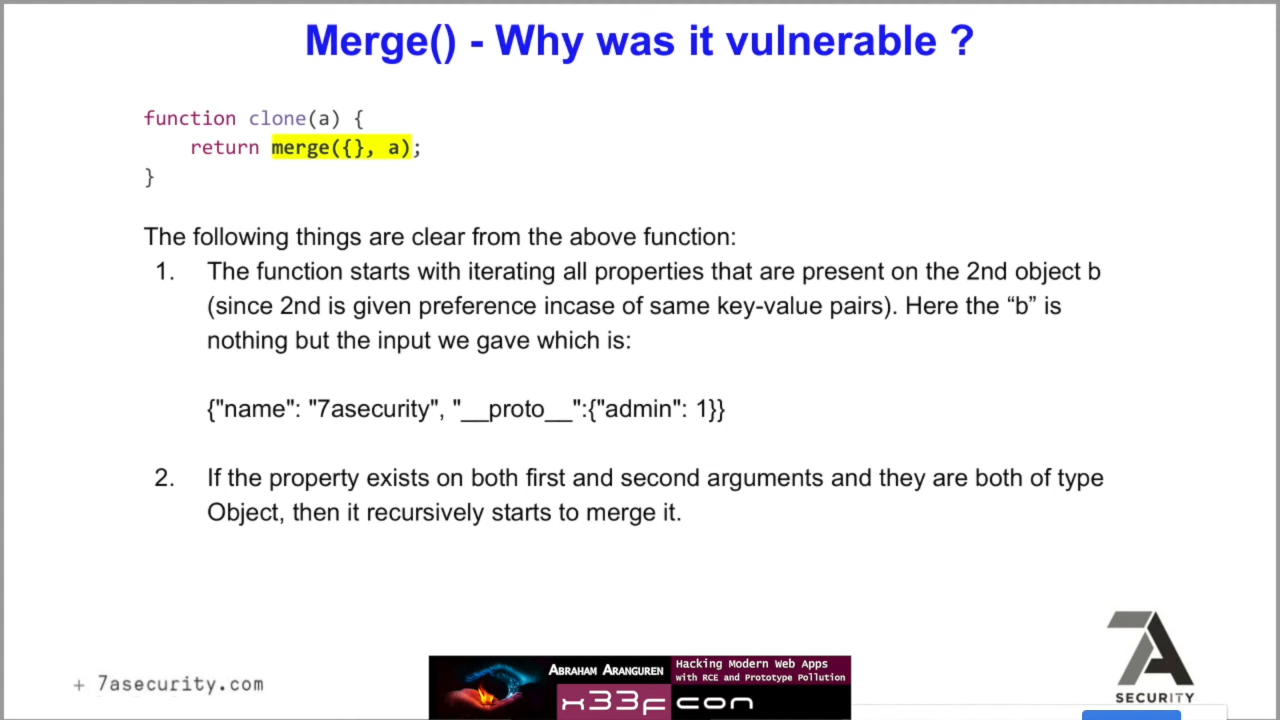 Merge() - Why was it vulnerable ?
function clone(a) {
    return merge({}, a);
}
The following things are clear from the above function:
1. The function starts with iterating all properties that are present on the 2nd object b
(since 2nd is given preference incase of same key-value pairs). Here the “b” is
nothing but the input we gave which is:
{"name": "7asecurity", "__proto__":{"admin": 1}}
2. If the property exists on both first and second arguments and they are both of type
Object, then it recursively starts to merge it.
+ 7asecurity.com
ABRAHAM ARANGUREN
Hacking Modern Web Apps
with RCE and Prototype Pollution
x33fcon
7A
SECURITY